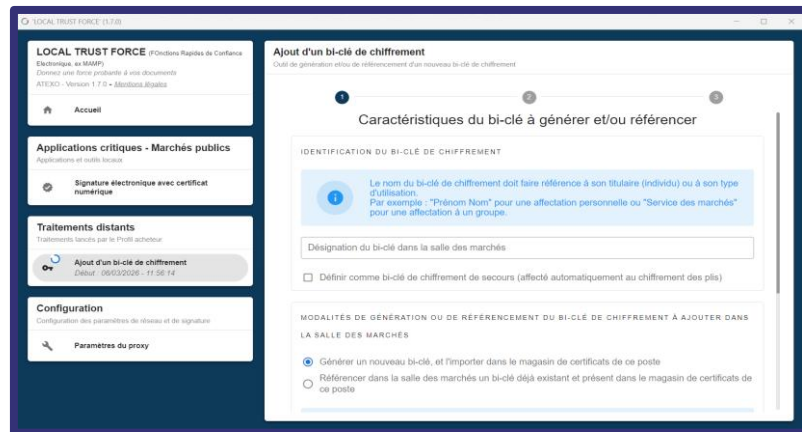 'LOCAL TRUST FORCE' (1.7.0)
LOCAL TRUST FORCE (FOnctions Rapides de Confiance
Electronique, ex MAMP)
Donnez une force probante à vos documents
ATEXO - Version 1.7.0 - Mentions légales
Accueil
Applications critiques - Marchés publics
Applications et outils locaux
Signature électronique avec certificat
numérique
Traitements distants
Traitements lancés par le Profil acheteur
Ajout d'un bi-clé de chiffrement
Début : 06/03/2026 - 11:56:14
Configuration
Configuration des paramètres de réseau et de signature
Paramètres du proxy
Ajout d'un bi-clé de chiffrement
Outil de génération et/ou de référencement d'un nouveau bi-clé de chiffrement
1 2 3
Caractéristiques du bi-clé à générer et/ou référencer
IDENTIFICATION DU BI-CLÉ DE CHIFFREMENT
Le nom du bi-clé de chiffrement doit faire référence à son titulaire (individu) ou à son type
d'utilisation.
Par exemple : "Prénom Nom" pour une affectation personnelle ou "Service des marchés"
pour une affectation à un groupe.
Désignation du bi-clé dans la salle des marchés
Définir comme bi-clé de chiffrement de secours (affecté automatiquement au chiffrement des plis)
MODALITÉS DE GÉNÉRATION OU DE RÉFÉRENCEMENT DU BI-CLÉ DE CHIFFREMENT À AJOUTER DANS
LA SALLE DES MARCHÉS
Générer un nouveau bi-clé, et l'importer dans le magasin de certificats de ce poste
Référencer dans la salle des marchés un bi-clé déjà existant et présent dans le magasin de certificats de
ce poste